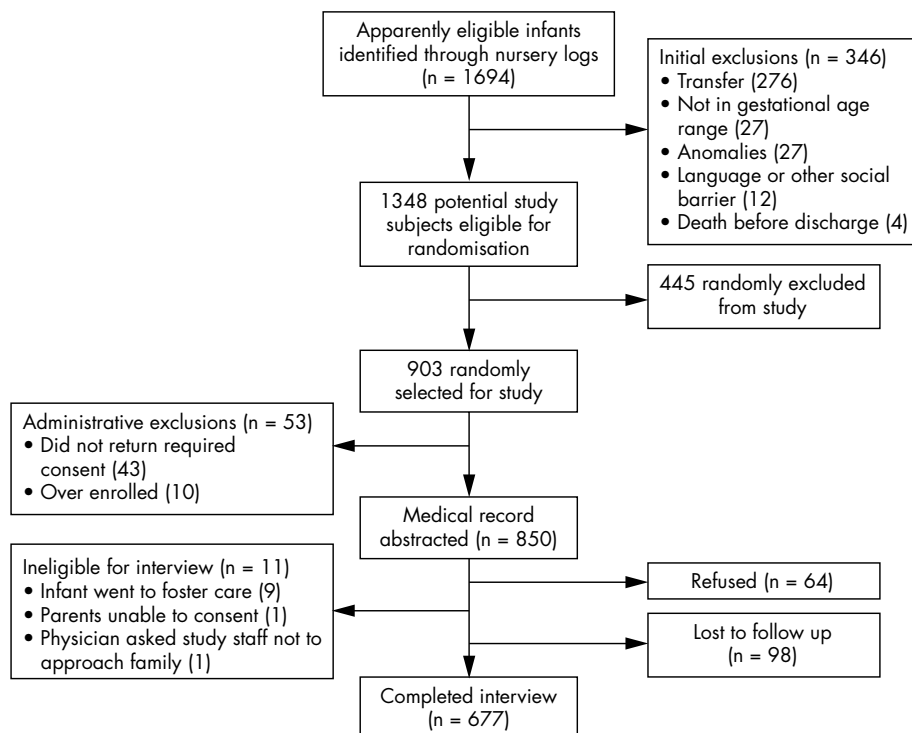 Apparently eligible infants
identified through nursery logs
(n = 1694)
Initial exclusions (n = 346)
• Transfer (276)
• Not in gestational age
range (27)
• Anomalies (27)
• Language or other social
barrier (12)
• Death before discharge (4)
1348 potential study
subjects eligible for
randomisation
445 randomly excluded
from study
903 randomly
selected for study
Administrative exclusions (n = 53)
• Did not return required
consent (43)
• Over enrolled (10)
Medical record
abstracted (n = 850)
Ineligible for interview (n = 11)
• Infant went to foster care (9)
• Parents unable to consent (1)
• Physician asked study staff not to
approach family (1)
Refused (n = 64)
Lost to follow up
(n = 98)
Completed interview
(n = 677)